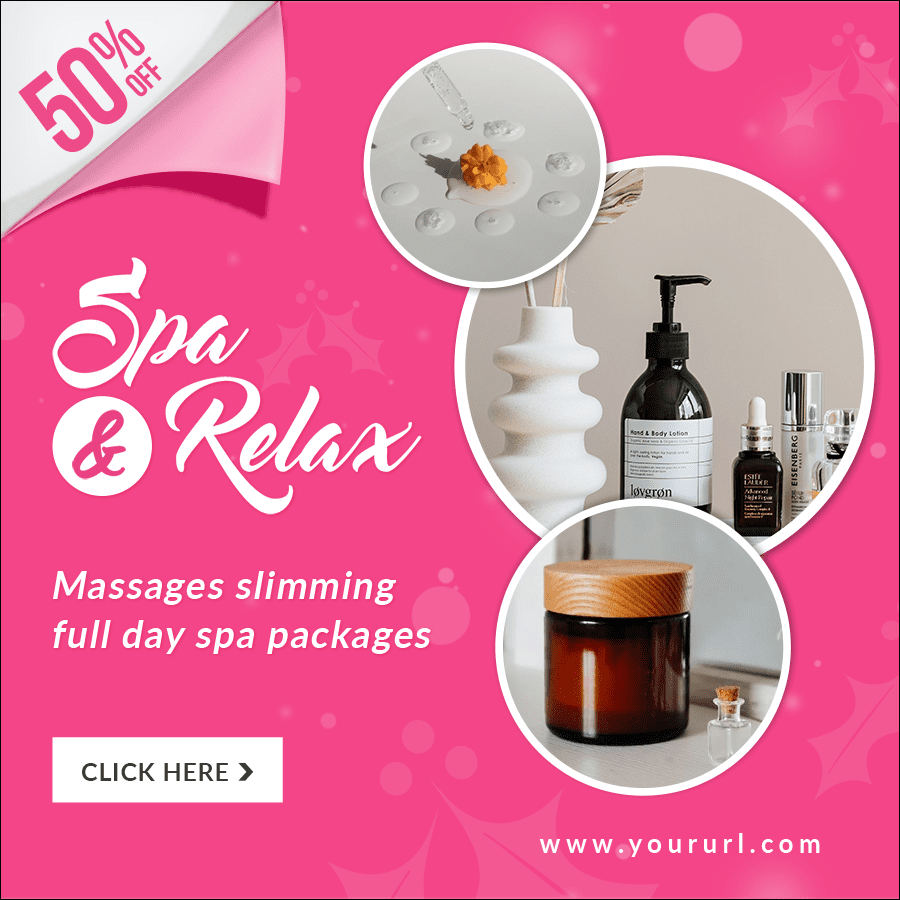 50%
OFF
Spa
& Relax
Massages slimming
full day spa packages
CLICK HERE
www.yoururl.com
Hand & Body Lotion
løvgrøn
ESTĒE
LAUDER
Advanced
Night Repair
EISENBERG
PARIS